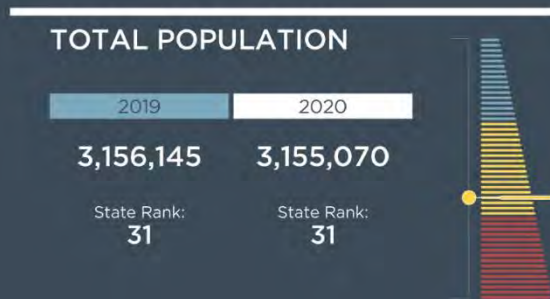 TOTAL POPULATION
2019 2020
3,156,145 3,155,070
State Rank: State Rank:
31 31